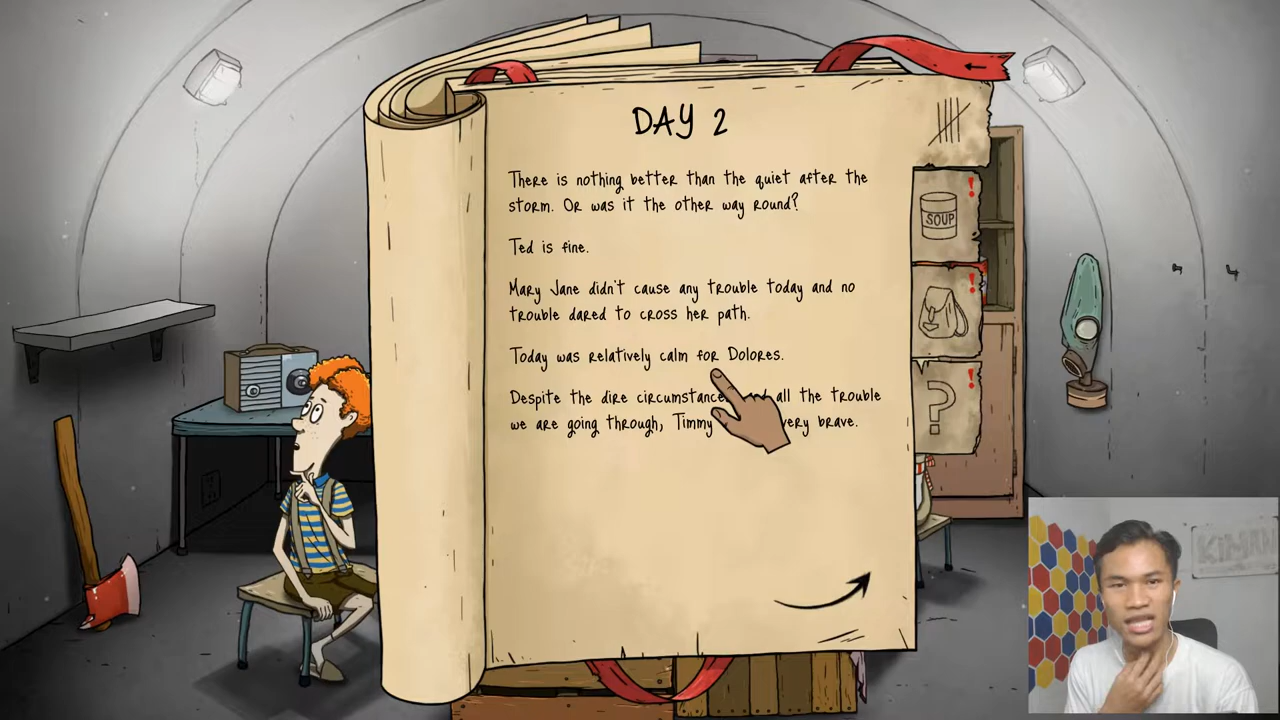 DAY 2
There is nothing better than the quiet after the
storm. Or was it the other way round?
Ted is fine.
Mary Jane didn't cause any trouble today and no
trouble dared to cross her path.
Today was relatively calm for Dolores.
Despite the dire circumstance all the trouble
we are going through, Timmy very brave.
!
SOUP
!
!
?